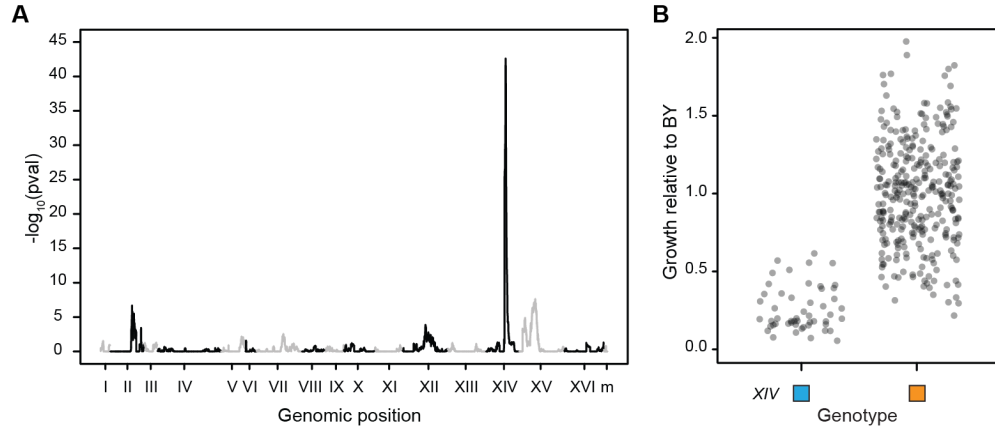 A
B
45
40
35
30
25
20
15
10
5
0
-log10(pval)
I II III IV V VI VII VIII IX X XI XII XIII XIV XV XVI m
Genomic position
2.0
1.5
1.0
0.5
0.0
Growth relative to BY
XIV
Genotype